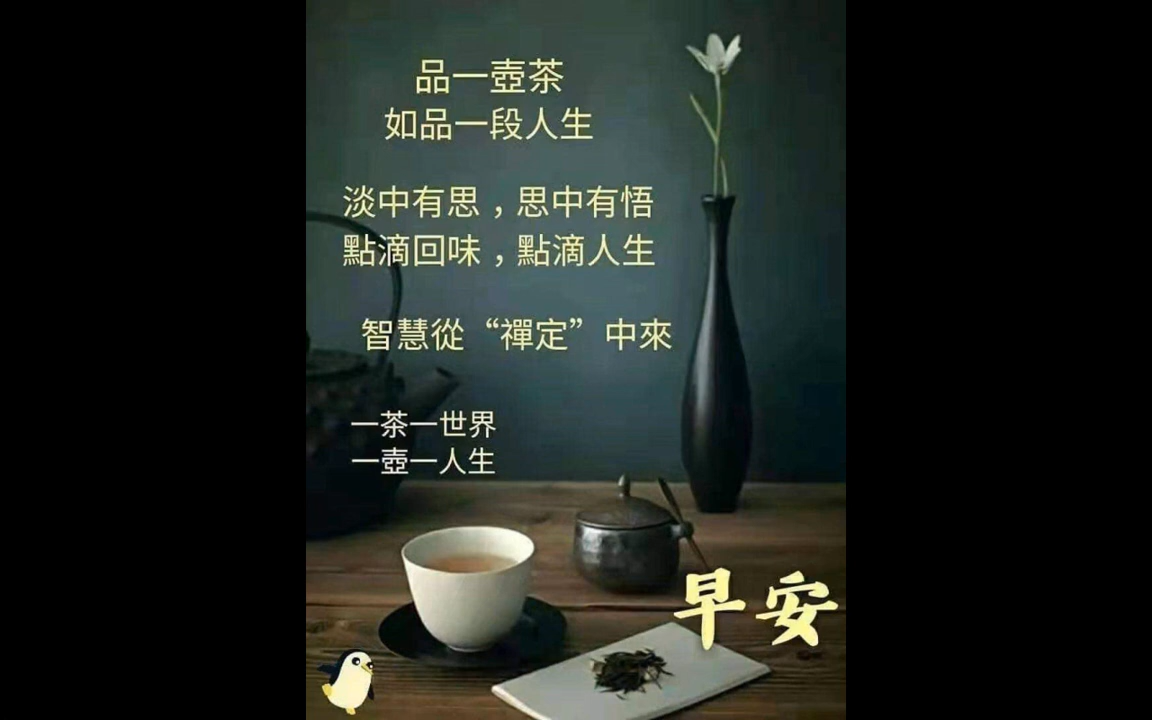 品一壺茶
如品一段人生
淡中有思，思中有悟
點滴回味，點滴人生
智慧從“禪定”中來
一茶一世界
一壺一人生
早安